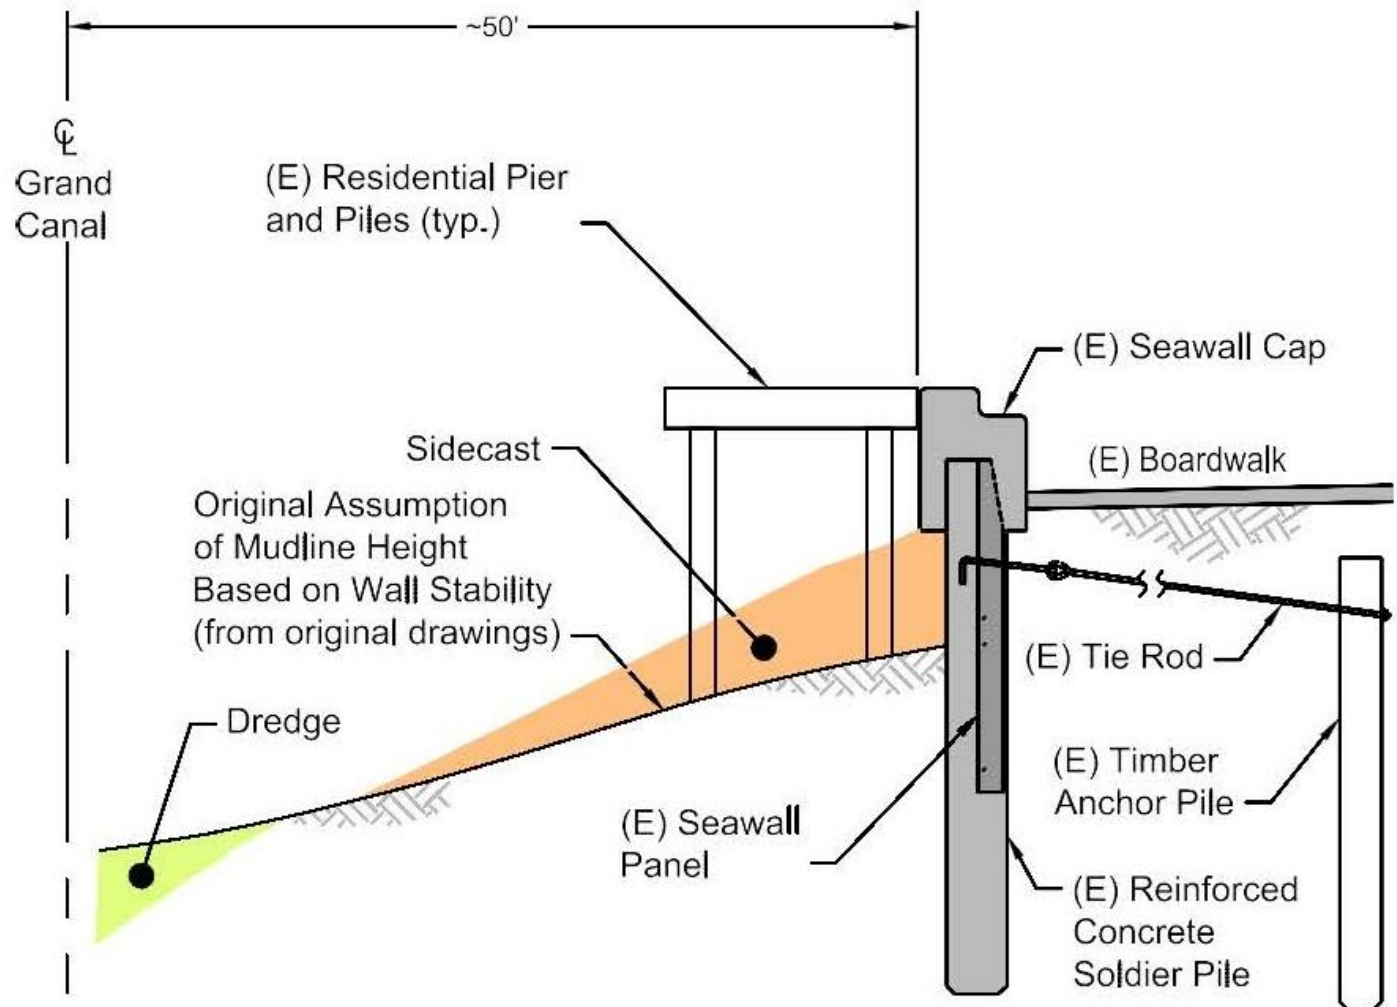 ~50'
℄
Grand
Canal
(E) Residential Pier
and Piles (typ.)
(E) Seawall Cap
Sidecast
(E) Boardwalk
Original Assumption
of Mudline Height
Based on Wall Stability
(from original drawings)
(E) Tie Rod
Dredge
(E) Timber
Anchor Pile
(E) Seawall
Panel
(E) Reinforced
Concrete
Soldier Pile